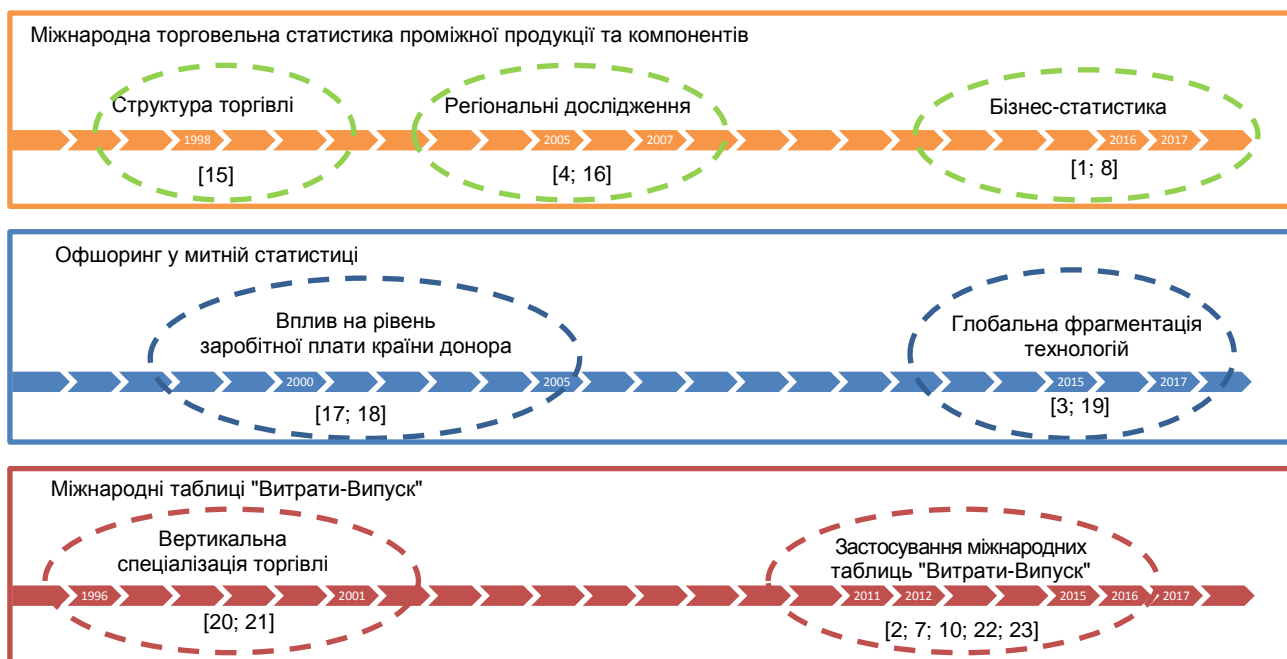 Міжнародна торговельна статистика проміжної продукції та компонентів
Структура торгівлі
Регіональні дослідження
Бізнес-статистика
1998
2005
2007
2016
2017
[15]
[4; 16]
[1; 8]
Офшоринг у митній статистиці
Вплив на рівень
заробітної плати країни донора
Глобальна фрагментація
технологій
2000
2005
2015
2017
[17; 18]
[3; 19]
Міжнародні таблиці "Витрати-Випуск"
Вертикальна
спеціалізація торгівлі
Застосування міжнародних
таблиць "Витрати-Випуск"
1996
2001
2011
2012
2015
2016
2017
[20; 21]
[2; 7; 10; 22; 23]